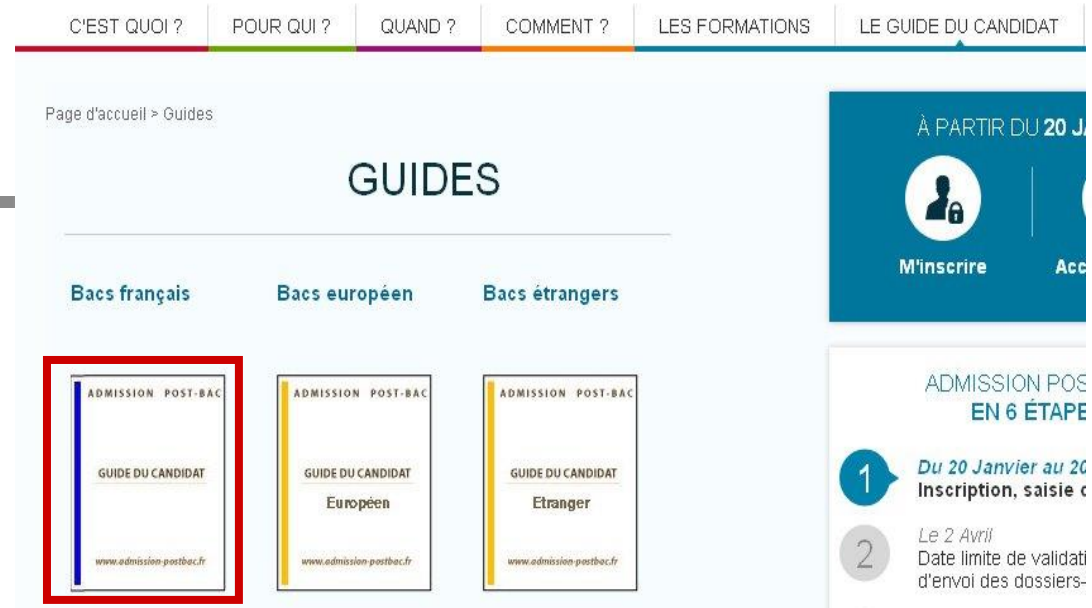 C'EST QUOI ?
POUR QUI ?
QUAND ?
COMMENT ?
LES FORMATIONS
LE GUIDE DU CANDIDAT
Page d'accueil > Guides
GUIDES
Bacs français
Bacs européen
Bacs étrangers
ADMISSION POST-BAC
GUIDE DU CANDIDAT
www.admission-postbac.fr
ADMISSION POST-BAC
GUIDE DU CANDIDAT
Européen
www.admission-postbac.fr
ADMISSION POST-BAC
GUIDE DU CANDIDAT
Etranger
www.admission-postbac.fr
À PARTIR DU 20
M'inscrire
ADMISSION
EN 6
1
Du 20 Janvier au
Inscription, saisie
2
Le 2 Avril
Date limite de
d'envoi des dossiers-